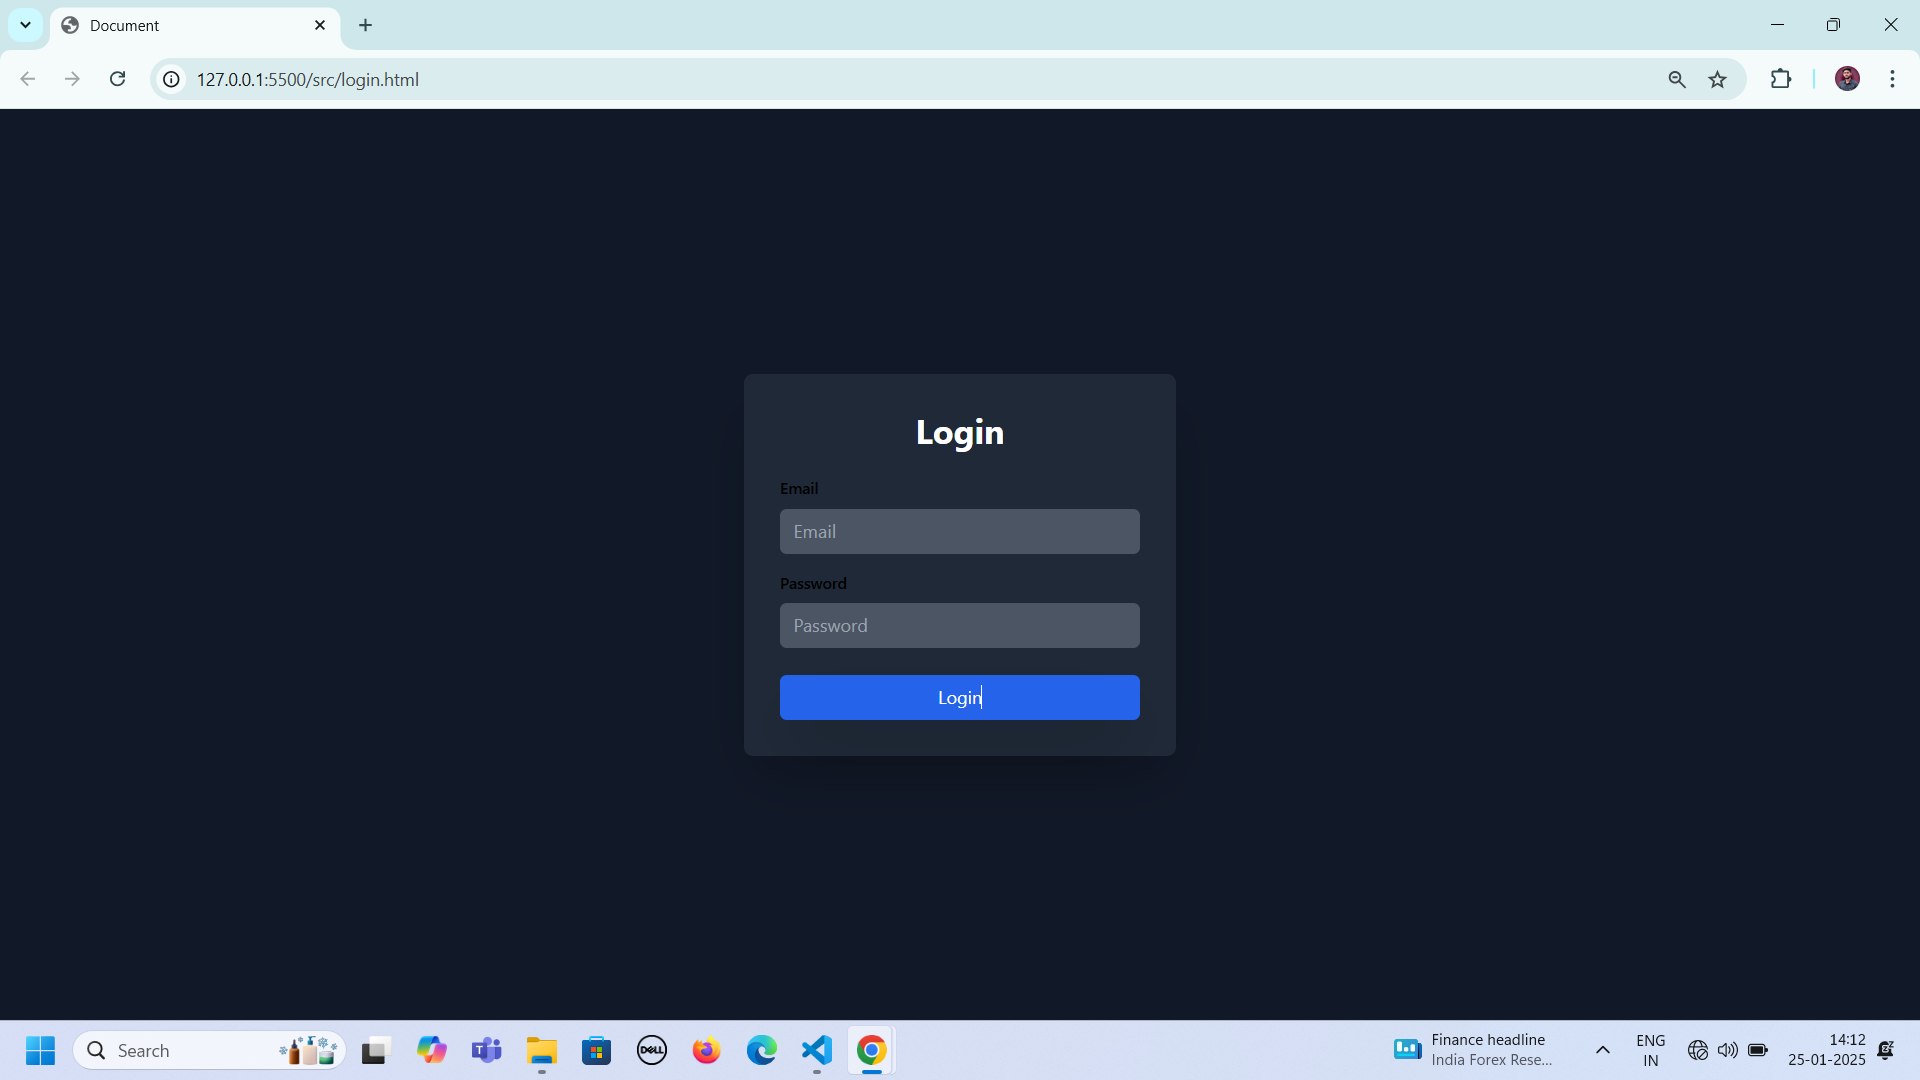 Document
127.0.0.1:5500/src/login.html
Login
Email
Email
Password
Password
Login
Search
DELL
Finance headline
India Forex Rese...
ENG
IN
14:12
25-01-2025